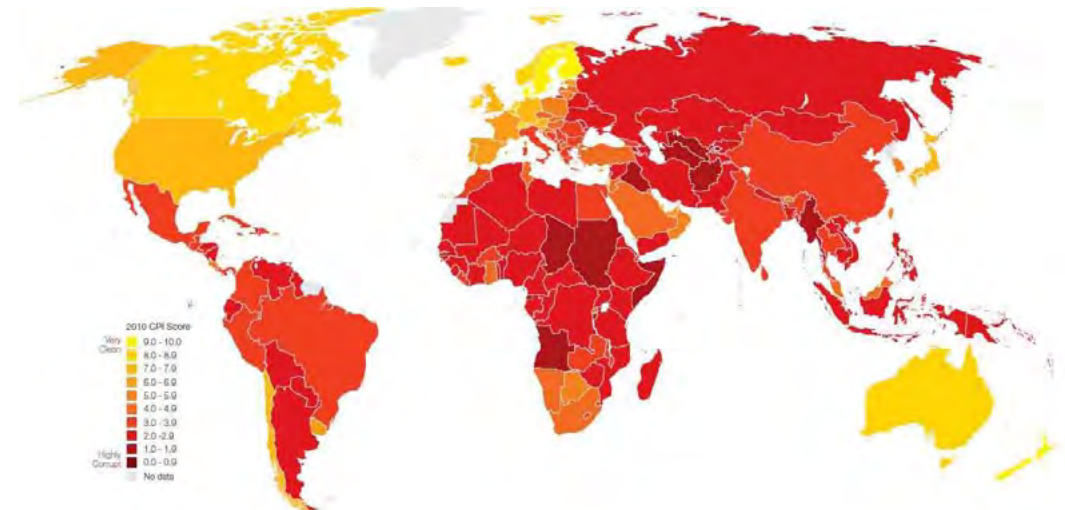 2010 CPI Score
Very Clean
9.0 - 10.0
8.0 - 8.9
7.0 - 7.9
6.0 - 6.9
5.0 - 5.9
4.0 - 4.9
3.0 - 3.9
2.0 - 2.9
1.0 - 1.9
0.0 - 0.9
Highly Corrupt
No data